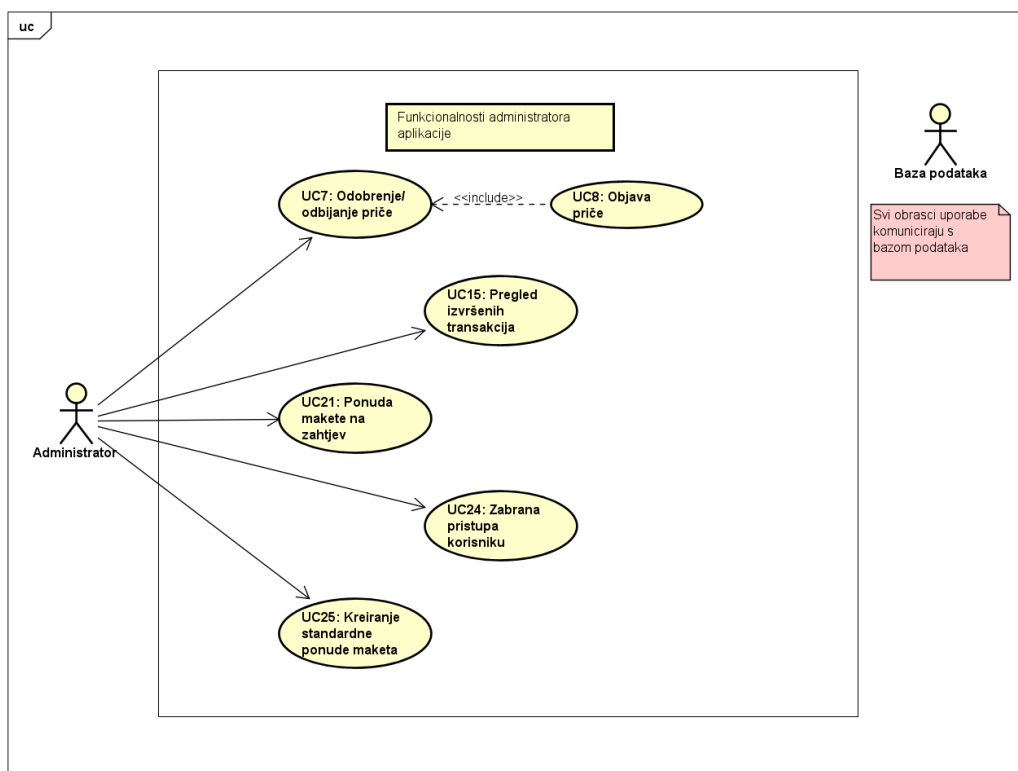 uc
Funkcionalnosti administratora
aplikacije
Baza podataka
Svi obrasci uporabe
komuniciraju s
bazom podataka
UC7: Odobrenje/
odbijanje priče
<<include>>
UC8: Objava
priče
UC15: Pregled
izvršenih
transakcija
UC21: Ponuda
makete na
zahtjev
Administrator
UC24: Zabrana
pristupa
korisniku
UC25: Kreiranje
standardne
ponude maketa